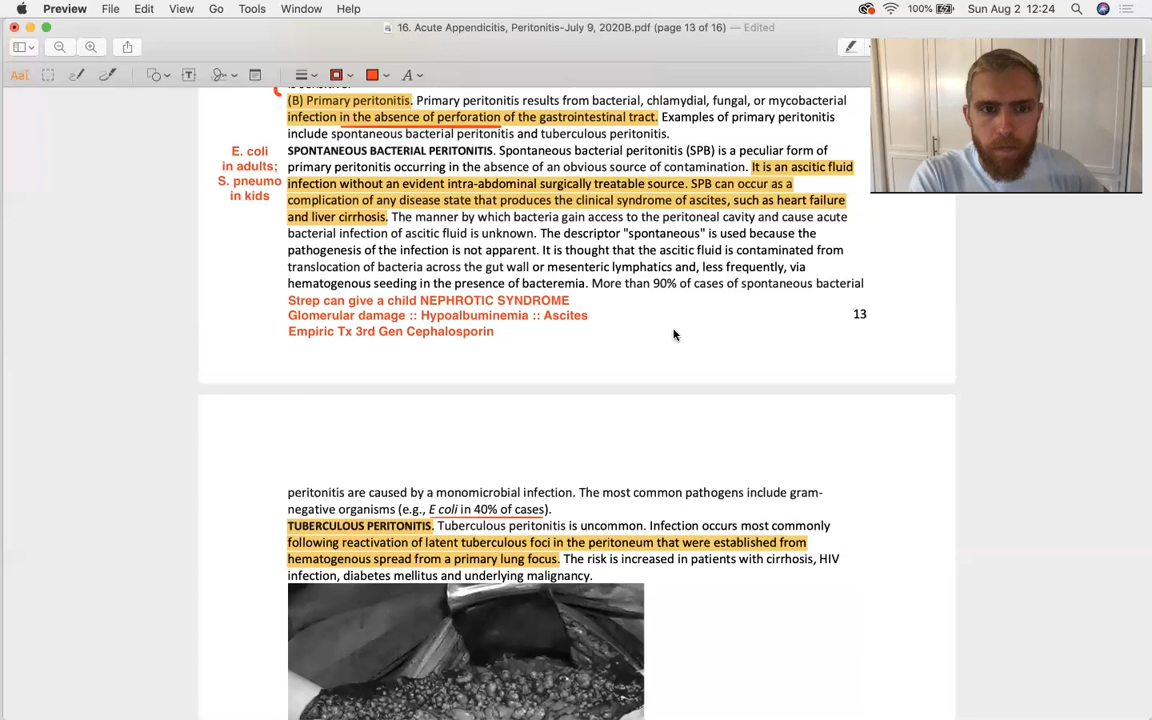 Preview File Edit View Go Tools Window Help 100% Sun Aug 2 12:24
16. Acute Appendicitis, Peritonitis-July 9, 2020B.pdf (page 13 of 16) — Edited
(B) Primary peritonitis. Primary peritonitis results from bacterial, chlamydial, fungal, or mycobacterial
infection in the absence of perforation of the gastrointestinal tract. Examples of primary peritonitis
include spontaneous bacterial peritonitis and tuberculous peritonitis.
E. coli
in adults;
S. pneumo
in kids
SPONTANEOUS BACTERIAL PERITONITIS. Spontaneous bacterial peritonitis (SPB) is a peculiar form of
primary peritonitis occurring in the absence of an obvious source of contamination. It is an ascitic fluid
infection without an evident intra-abdominal surgically treatable source. SPB can occur as a
complication of any disease state that produces the clinical syndrome of ascites, such as heart failure
and liver cirrhosis. The manner by which bacteria gain access to the peritoneal cavity and cause acute
bacterial infection of ascitic fluid is unknown. The descriptor "spontaneous" is used because the
pathogenesis of the infection is not apparent. It is thought that the ascitic fluid is contaminated from
translocation of bacteria across the gut wall or mesenteric lymphatics and, less frequently, via
hematogenous seeding in the presence of bacteremia. More than 90% of cases of spontaneous bacterial
Strep can give a child NEPHROTIC SYNDROME
Glomerular damage :: Hypoalbuminemia :: Ascites
Empiric Tx 3rd Gen Cephalosporin
13
peritonitis are caused by a monomicrobial infection. The most common pathogens include gram-
negative organisms (e.g., E coli in 40% of cases).
TUBERCULOUS PERITONITIS. Tuberculous peritonitis is uncommon. Infection occurs most commonly
following reactivation of latent tuberculous foci in the peritoneum that were established from
hematogenous spread from a primary lung focus. The risk is increased in patients with cirrhosis, HIV
infection, diabetes mellitus and underlying malignancy.